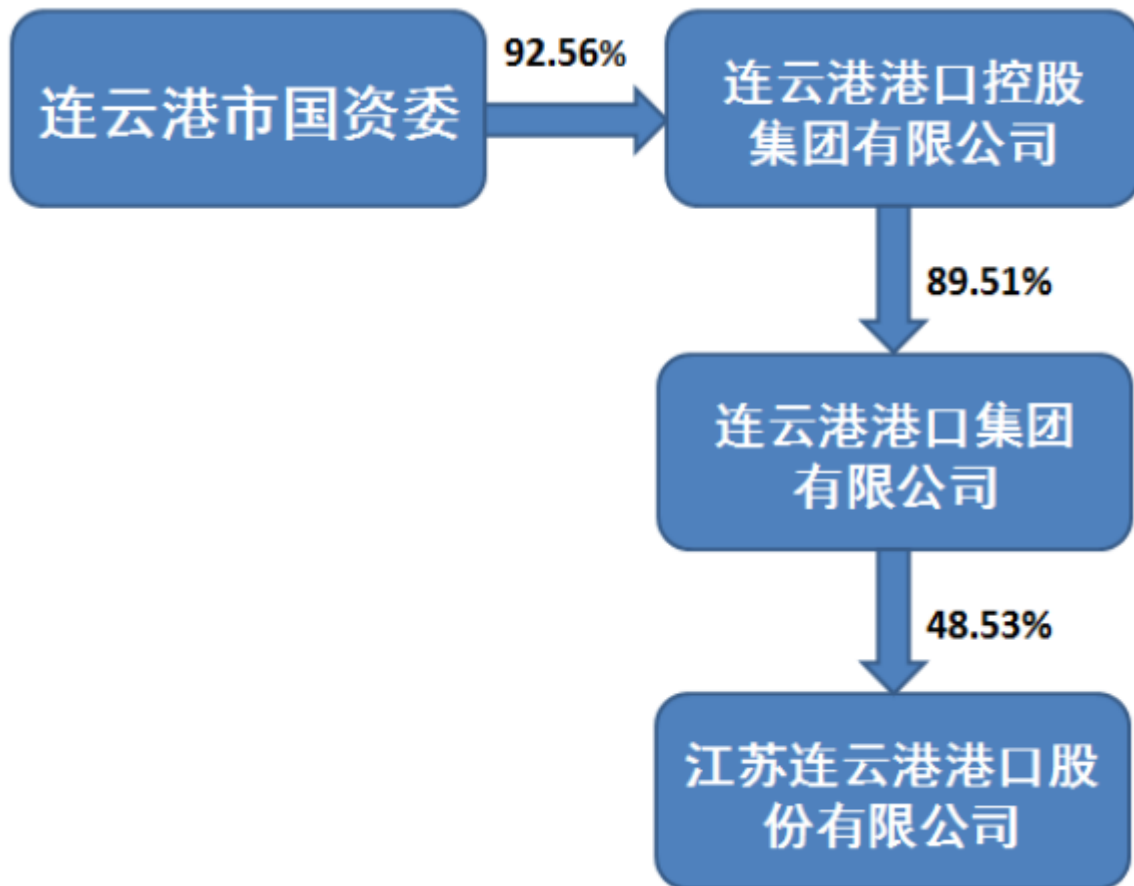 连云港市国资委
92.56%
连云港港口控股
集团有限公司
89.51%
连云港港口集团
有限公司
48.53%
江苏连云港港口股
份有限公司